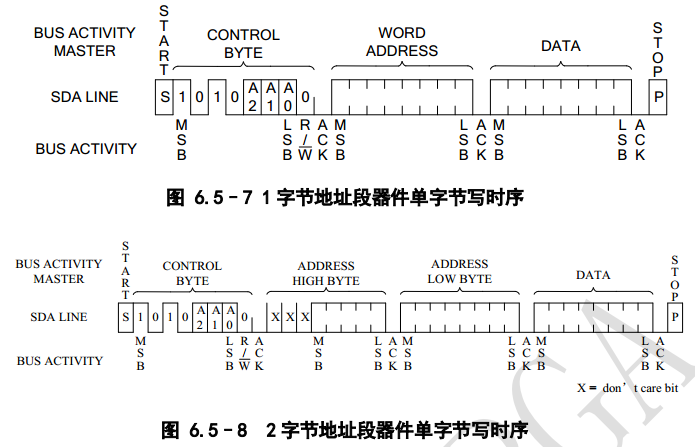 START
BUS ACTIVITY MASTER
CONTROL BYTE
WORD ADDRESS
DATA
STOP
SDA LINE
S 1 0 1 0 A2 A1 A0 0 P
BUS ACTIVITY
MSB LSB R/W ACK MSB LSB ACK MSB LSB ACK
图 6.5-7 1字节地址段器件单字节写时序
START
BUS ACTIVITY MASTER
CONTROL BYTE
ADDRESS HIGH BYTE
ADDRESS LOW BYTE
DATA
STOP
SDA LINE
S 1 0 1 0 A2 A1 A0 0 X X X P
BUS ACTIVITY
MSB LSB R/W ACK MSB LSB ACK MSB LSB ACK MSB LSB ACK
X = don't care bit
图 6.5-8 2字节地址段器件单字节写时序